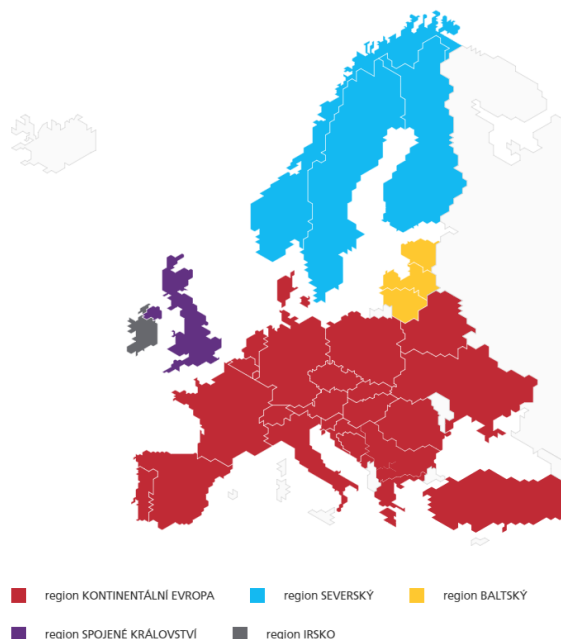 region KONTINENTÁLNÍ EVROPA region SEVERSKÝ region BALTSKÝ
region SPOJENÉ KRÁLOVSTVÍ region IRSKO